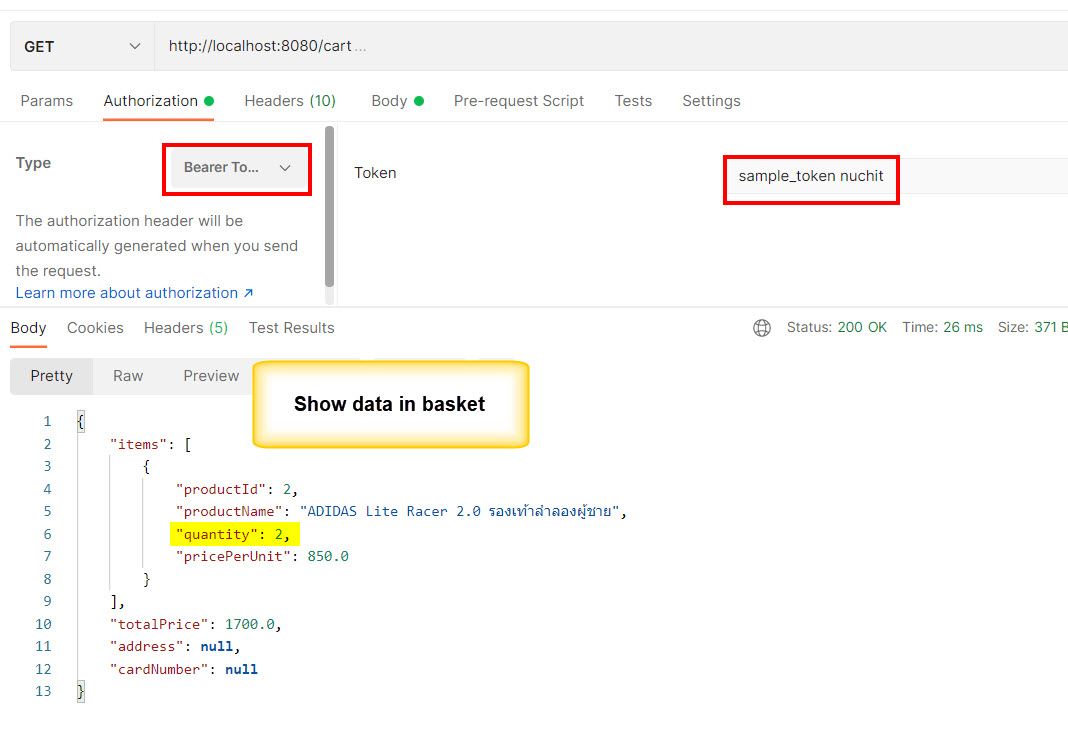 GET http://localhost:8080/cart ...
Params Authorization Headers (10) Body Pre-request Script Tests Settings
Type Bearer To... Token sample_token nuchit
The authorization header will be
automatically generated when you send
the request.
Learn more about authorization ↗
Body Cookies Headers (5) Test Results Status: 200 OK Time: 26 ms Size: 371 B
Pretty Raw Preview
Show data in basket
1 {
2 "items": [
3 {
4 "productId": 2,
5 "productName": "ADIDAS Lite Racer 2.0 รองเท้าลำลองผู้ชาย",
6 "quantity": 2,
7 "pricePerUnit": 850.0
8 }
9 ],
10 "totalPrice": 1700.0,
11 "address": null,
12 "cardNumber": null
13 }